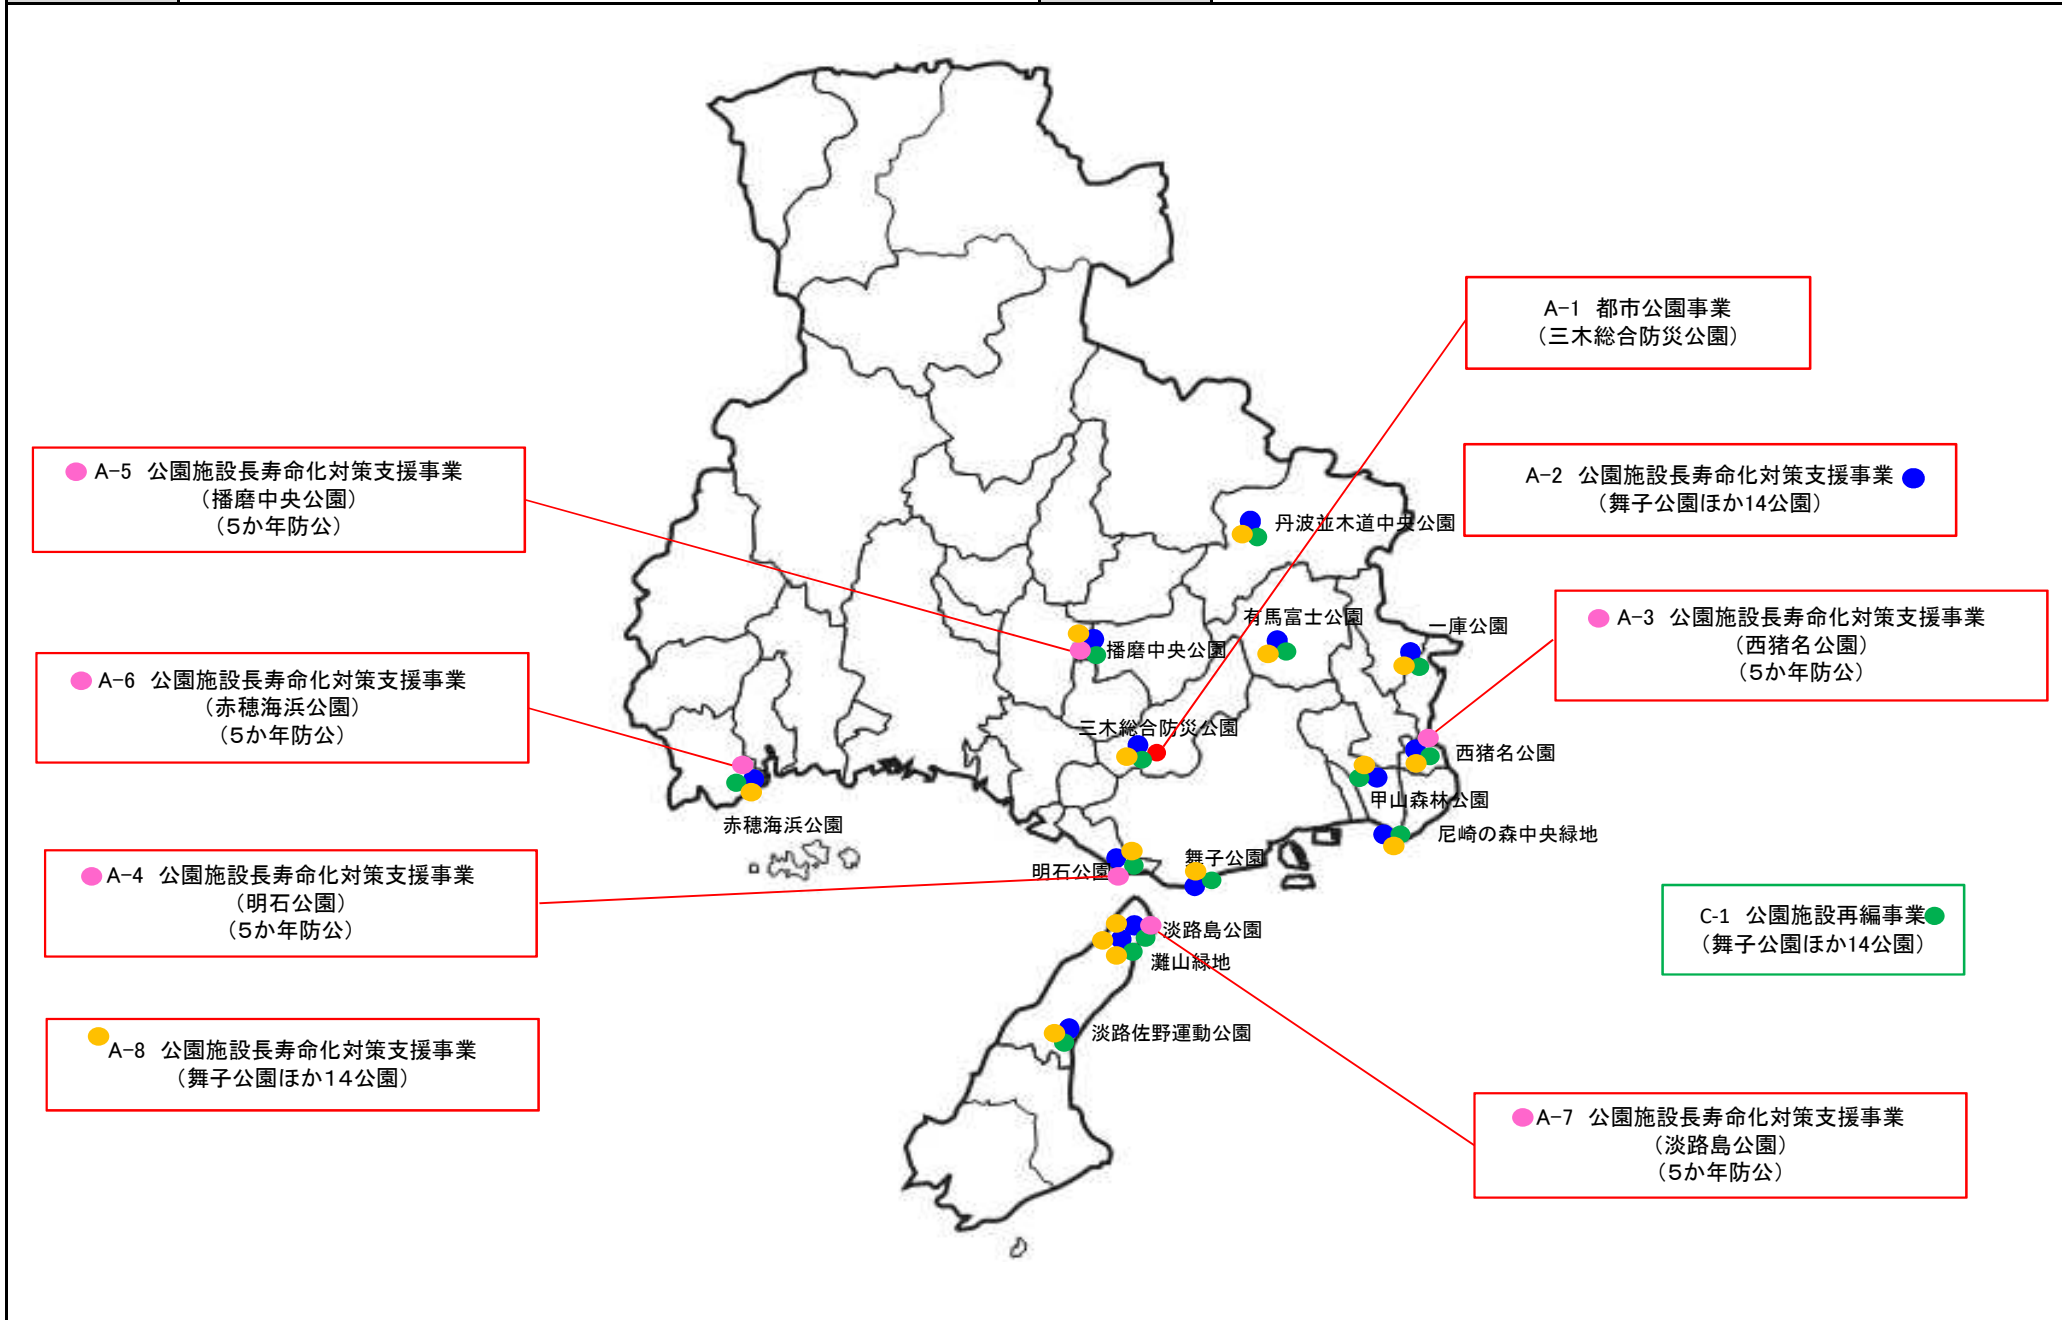 A−1　都市公園事業
（三木総合防災公園）
A−5　公園施設長寿命化対策支援事業
（播磨中央公園）
（５か年防公）
A−2　公園施設長寿命化対策支援事業
（舞子公園ほか14公園）
丹波並木道中央公園
A−3　公園施設長寿命化対策支援事業
（西猪名公園）
（５か年防公）
有馬富士公園
一庫公園
播磨中央公園
A−6　公園施設長寿命化対策支援事業
（赤穂海浜公園）
（５か年防公）
三木総合防災公園
西猪名公園
甲山森林公園
赤穂海浜公園
尼崎の森中央緑地
A−4　公園施設長寿命化対策支援事業
（明石公園）
（５か年防公）
明石公園
舞子公園
C-1　公園施設再編事業
（舞子公園ほか14公園）
淡路島公園
灘山緑地
A−8　公園施設長寿命化対策支援事業
（舞子公園ほか１４公園）
淡路佐野運動公園
A−7　公園施設長寿命化対策支援事業
（淡路島公園）
（５か年防公）